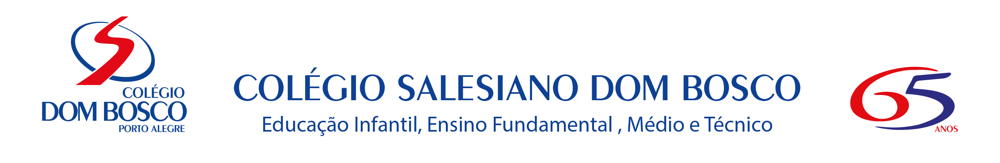 COLÉGIO
DOM BOSCO
PORTO ALEGRE
COLÉGIO SALESIANO DOM BOSCO
Educação Infantil, Ensino Fundamental , Médio e Técnico
65
ANOS